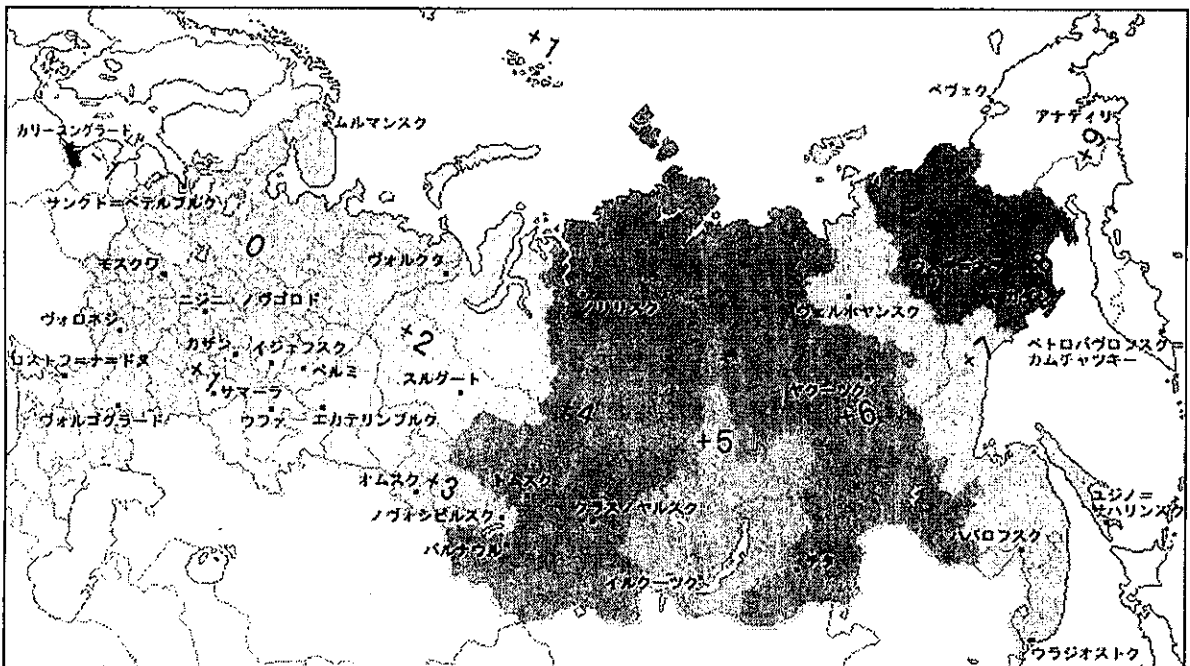 +1
ペヴェク
アナディリ
カリーニングラード
ムルマンスク
+9
サンクト=ペテルブルク
0
モスクワ
ヴォルクタ
ニジニ・ノヴゴロド
ノリリスク
ヴェルホヤンスク
ヴォロネジ
+2
カザン
イジェフスク
ペルミ
+7
ペトロパヴロフスク=
カムチャツキー
+1
サマーラ
スルグート
ヤクーツク
+4
+6
ヴォルゴグラード
ウファ
エカテリンブルク
+5
オムスク
+3
トムスク
ユジノ=
サハリンスク
ノヴォシビルスク
クラスノヤルスク
ハバロフスク
バルナウル
チタ
イルクーツク
ウラジオストク